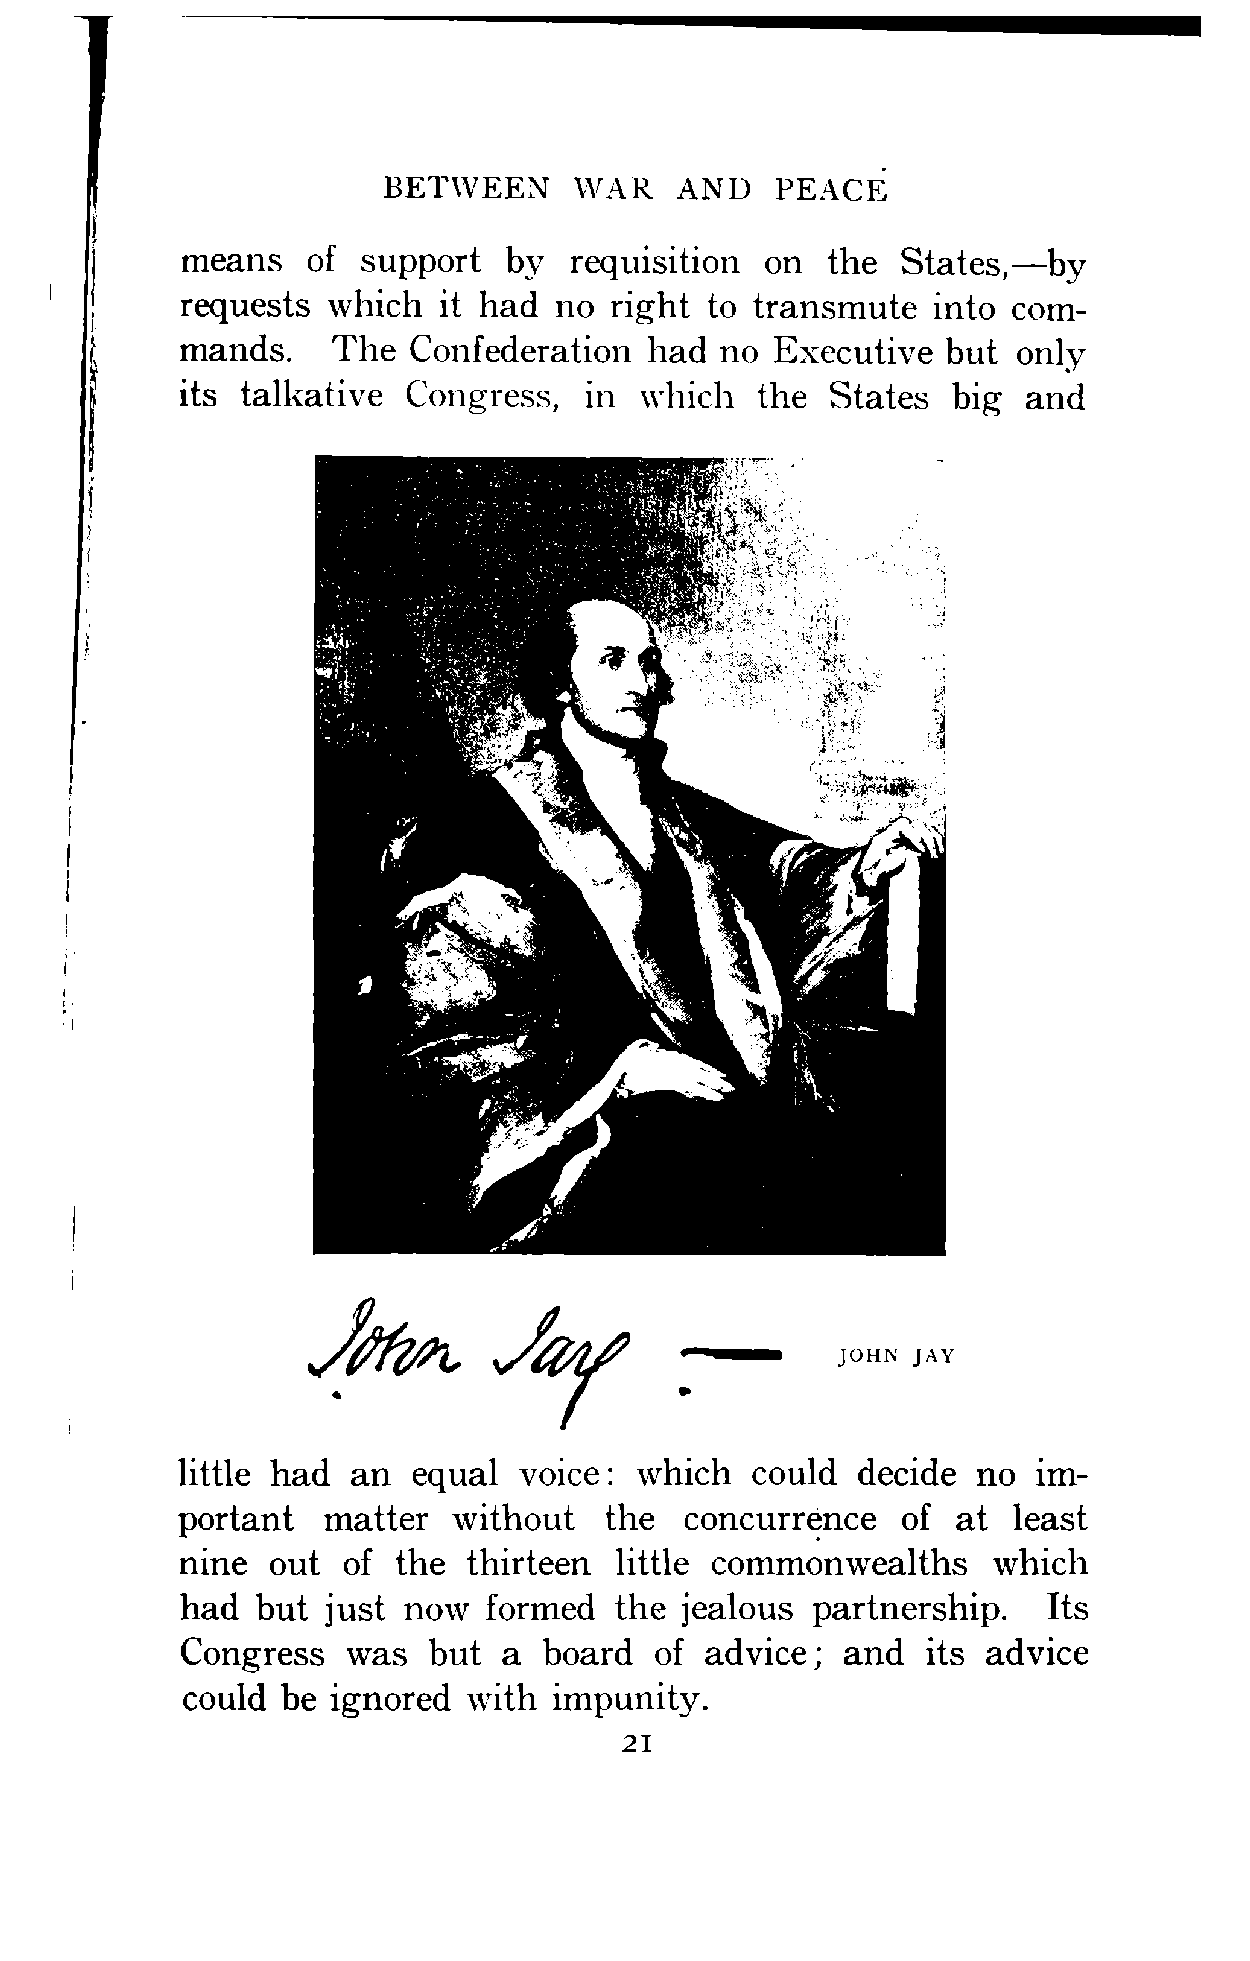 BETWEEN WAR AND PEACE
means of support by requisition on the States,—by
requests which it had no right to transmute into com-
mands. The Confederation had no Executive but only
its talkative Congress, in which the States big and
John Jay
JOHN JAY
little had an equal voice: which could decide no im-
portant matter without the concurrence of at least
nine out of the thirteen little commonwealths which
had but just now formed the jealous partnership. Its
Congress was but a board of advice; and its advice
could be ignored with impunity.
21